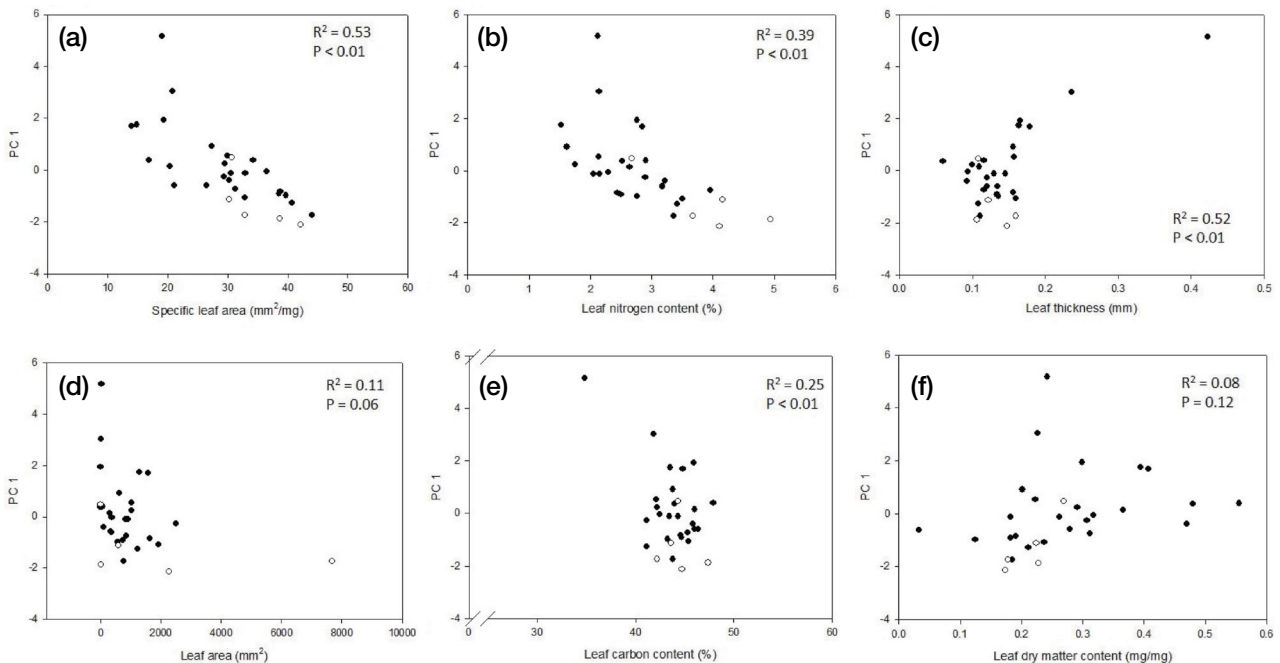 (a)
R² = 0.53
P < 0.01
6
4
2
0
-2
-4
PC 1
0
10
20
30
40
50
60
Specific leaf area (mm²/mg)
(b)
R² = 0.39
P < 0.01
6
4
2
0
-2
-4
PC 1
0
1
2
3
4
5
6
Leaf nitrogen content (%)
(c)
R² = 0.52
P < 0.01
6
4
2
0
-2
-4
PC 1
0.0
0.1
0.2
0.3
0.4
0.5
Leaf thickness (mm)
(d)
R² = 0.11
P = 0.06
6
4
2
0
-2
-4
PC 1
0
2000
4000
6000
8000
10000
Leaf area (mm²)
(e)
R² = 0.25
P < 0.01
6
4
2
0
-2
-4
PC 1
0
30
40
50
60
Leaf carbon content (%)
(f)
R² = 0.08
P = 0.12
6
4
2
0
-2
-4
PC 1
0.0
0.1
0.2
0.3
0.4
0.5
0.6
Leaf dry matter content (mg/mg)